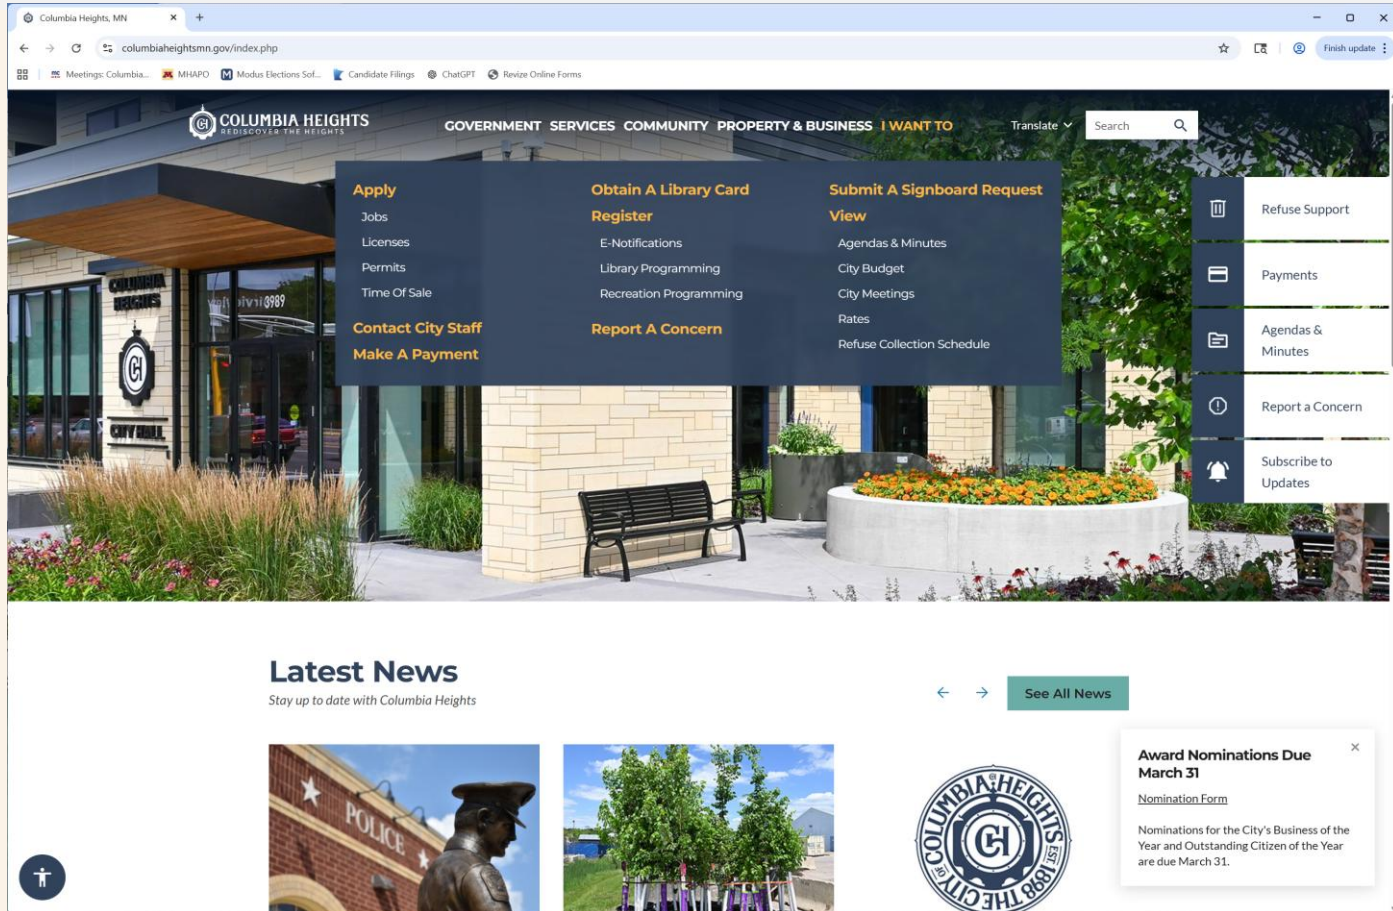 Columbia Heights, MN
columbiaheightsmn.gov/index.php
Finish update
Meetings: Columbia... MHAPO Modus Elections Sof... Candidate Filings ChatGPT Revize Online Forms
COLUMBIA HEIGHTS
REDISCOVER THE HEIGHTS
GOVERNMENT SERVICES COMMUNITY PROPERTY & BUSINESS I WANT TO
Translate
Search
Apply
Jobs
Licenses
Permits
Time Of Sale
Contact City Staff
Make A Payment
Obtain A Library Card
Register
E-Notifications
Library Programming
Recreation Programming
Report A Concern
Submit A Signboard Request
View
Agendas & Minutes
City Budget
City Meetings
Rates
Refuse Collection Schedule
Refuse Support
Payments
Agendas &
Minutes
Report a Concern
Subscribe to
Updates
COLUMBIA
HEIGHTS
CH
CITY HALL
3989
Latest News
Stay up to date with Columbia Heights
See All News
POLICE
THE CITY OF COLUMBIA HEIGHTS EST. 1898
CH
Award Nominations Due
March 31
Nomination Form
Nominations for the City's Business of the
Year and Outstanding Citizen of the Year
are due March 31.